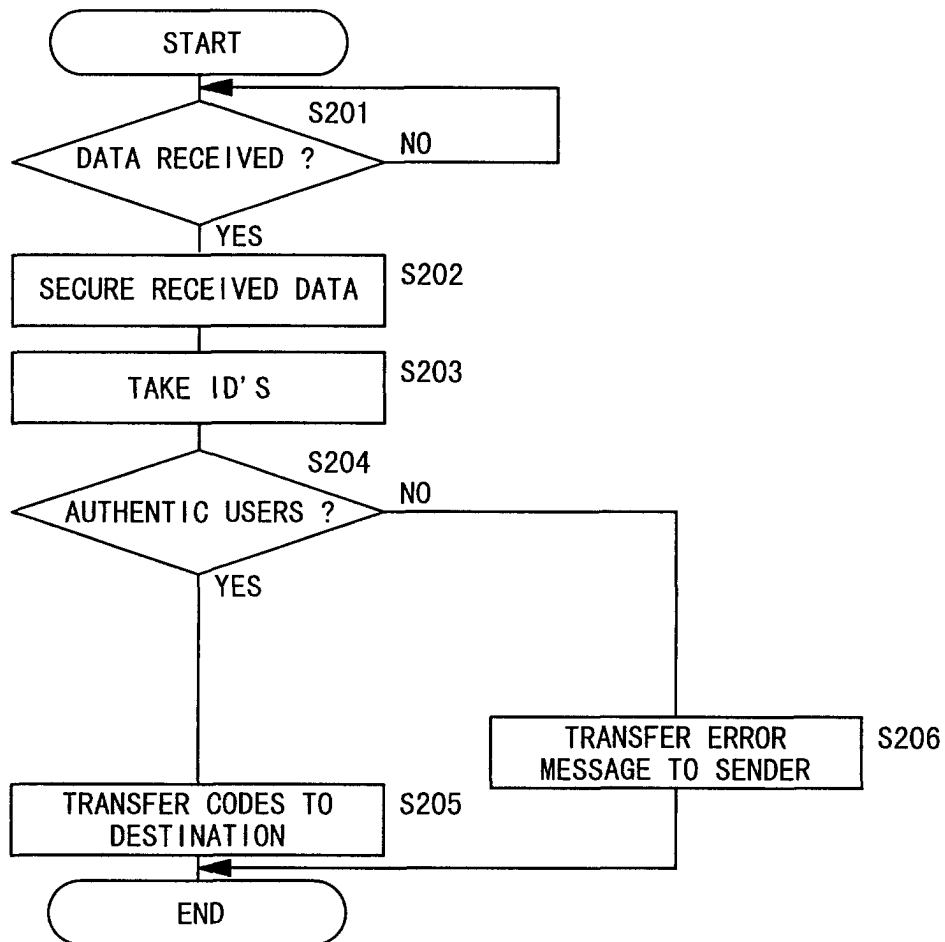 START
S201
DATA RECEIVED ?
NO
YES
SECURE RECEIVED DATA
S202
TAKE ID'S
S203
S204
AUTHENTIC USERS ?
NO
YES
TRANSFER ERROR
MESSAGE TO SENDER
S206
TRANSFER CODES TO
DESTINATION
S205
END